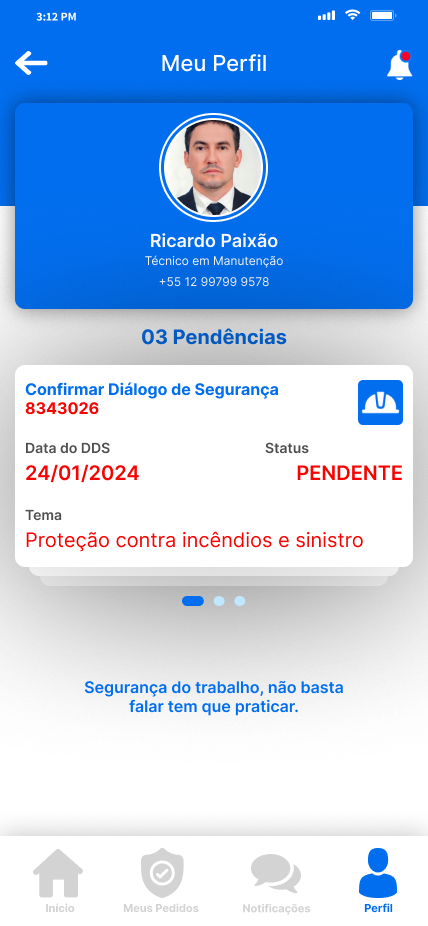 3:12 PM
Meu Perfil
Ricardo Paixão
Técnico em Manutenção
+55 12 99799 9578
03 Pendências
Confirmar Diálogo de Segurança
8343026
Data do DDS
Status
24/01/2024
PENDENTE
Tema
Proteção contra incêndios e sinistro
Segurança do trabalho, não basta
falar tem que praticar.
Início
Meus Pedidos
Notificações
Perfil